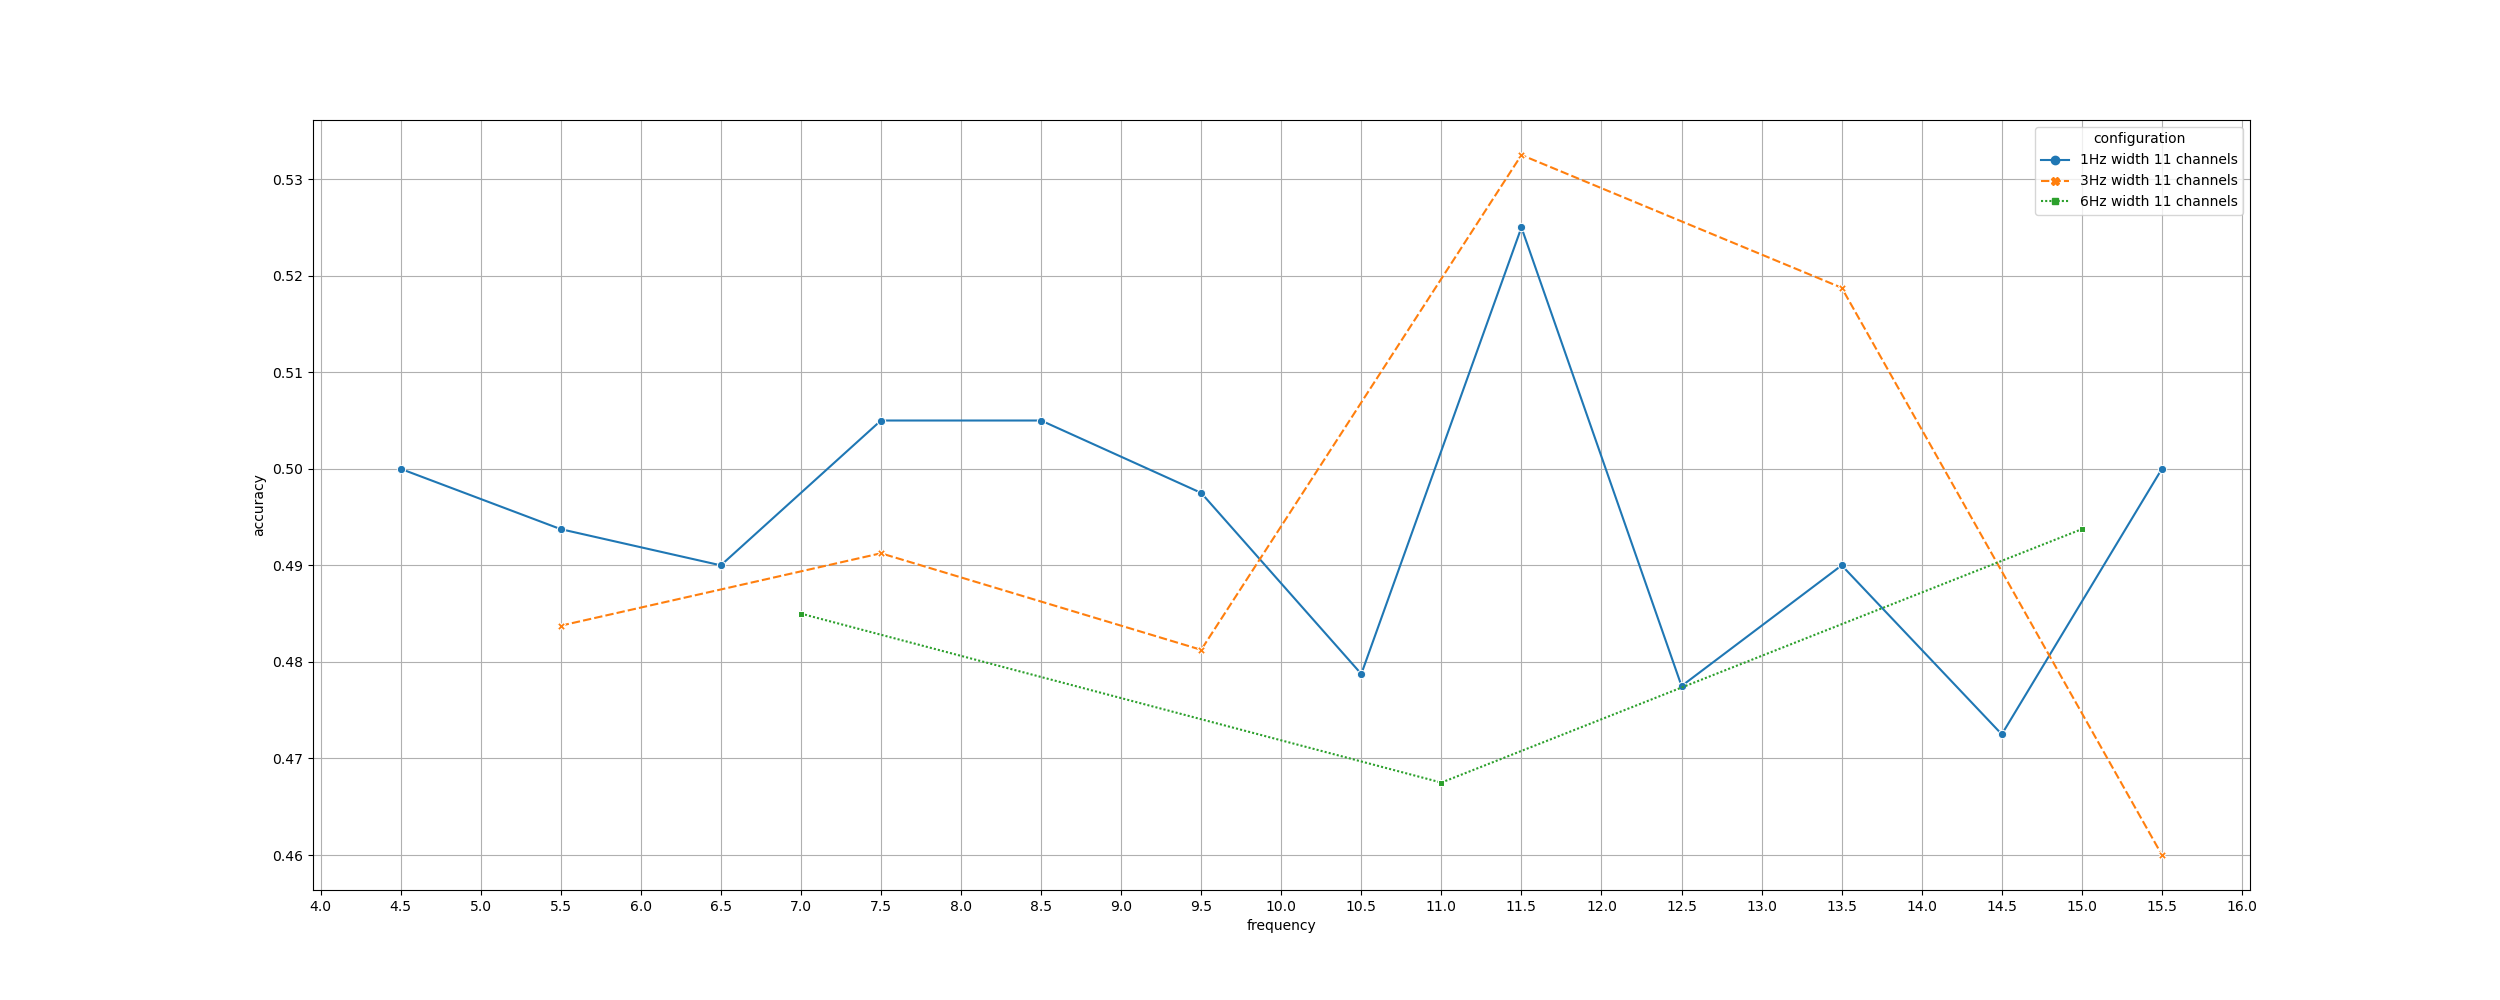 configuration
1Hz width 11 channels
3Hz width 11 channels
6Hz width 11 channels
0.53
0.52
0.51
0.50
0.49
0.48
0.47
0.46
accuracy
4.0 4.5 5.0 5.5 6.0 6.5 7.0 7.5 8.0 8.5 9.0 9.5 10.0 10.5 11.0 11.5 12.0 12.5 13.0 13.5 14.0 14.5 15.0 15.5 16.0
frequency